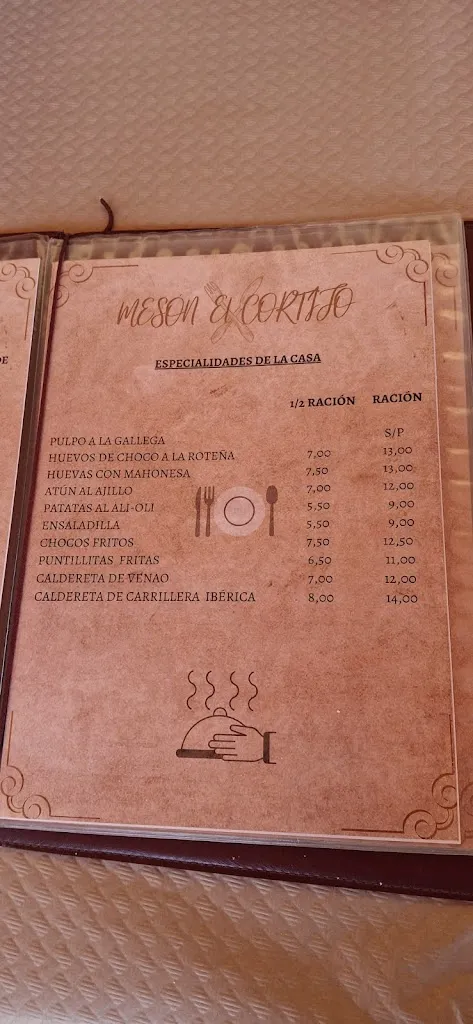 MESON EL CORTIJO
ESPECIALIDADES DE LA CASA
1/2 RACIÓN RACIÓN
PULPO A LA GALLEGA S/P
HUEVOS DE CHOCO A LA ROTEÑA 7,00 13,00
HUEVAS CON MAHONESA 7,50 13,00
ATÚN AL AJILLO 7,00 12,00
PATATAS AL ALI-OLI 5,50 9,00
ENSALADILLA 5,50 9,00
CHOCOS FRITOS 7,50 12,50
PUNTILLITAS FRITAS 6,50 11,00
CALDERETA DE VENAO 7,00 12,00
CALDERETA DE CARRILLERA IBÉRICA 8,00 14,00